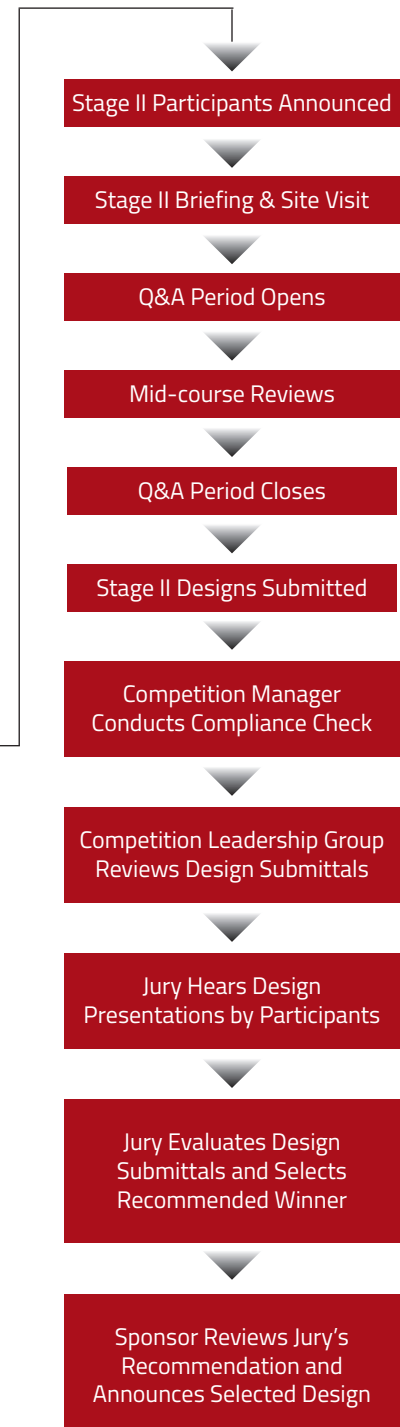 Stage II Participants Announced
Stage II Briefing & Site Visit
Q&A Period Opens
Mid-course Reviews
Q&A Period Closes
Stage II Designs Submitted
Competition Manager
Conducts Compliance Check
Competition Leadership Group
Reviews Design Submittals
Jury Hears Design
Presentations by Participants
Jury Evaluates Design
Submittals and Selects
Recommended Winner
Sponsor Reviews Jury’s
Recommendation and
Announces Selected Design